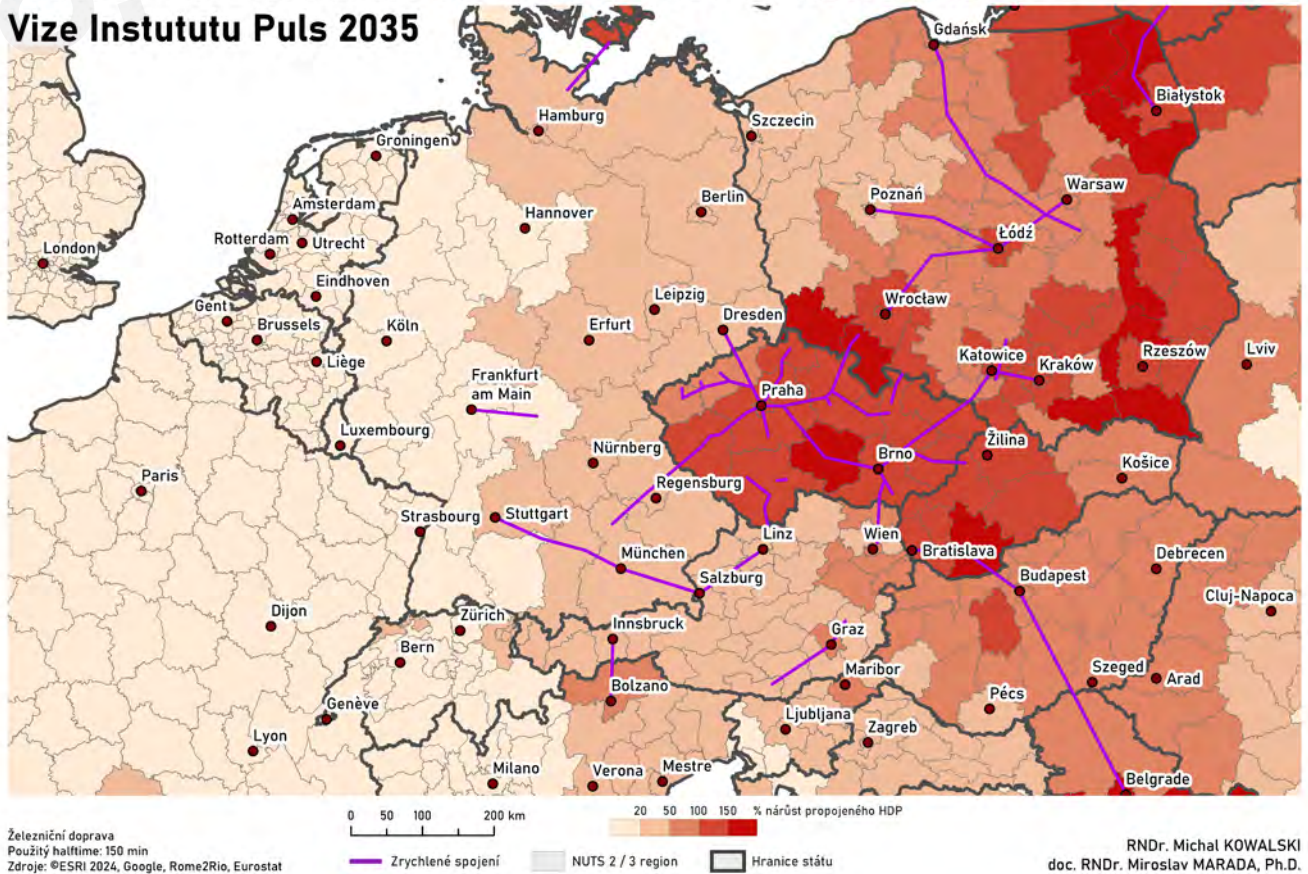 Vize Instututu Puls 2035
Gdańsk
Białystok
Hamburg
Szczecin
Groningen
Warsaw
Poznań
Berlin
Amsterdam
Hannover
Łódź
Rotterdam
Utrecht
London
Eindhoven
Leipzig
Wrocław
Gent
Dresden
Brussels
Köln
Erfurt
Katowice
Rzeszów
Lviv
Liège
Kraków
Frankfurt
am Main
Praha
Luxembourg
Žilina
Nürnberg
Brno
Košice
Paris
Regensburg
Strasbourg
Stuttgart
Linz
Wien
Bratislava
Debrecen
München
Salzburg
Budapest
Cluj-Napoca
Dijon
Zürich
Innsbruck
Graz
Bern
Maribor
Szeged
Arad
Bolzano
Pécs
Genève
Ljubljana
Zagreb
Lyon
Milano
Verona
Mestre
Belgrade
0 50 100 200 km
20 50 100 150 % nárůst propojeného HDP
Železniční doprava
Použitý halftime: 150 min
Zdroje: ©ESRI 2024, Google, Rome2Rio, Eurostat
Zrychlené spojení
NUTS 2 / 3 region
Hranice státu
RNDr. Michal KOWALSKI
doc. RNDr. Miroslav MARADA, Ph.D.